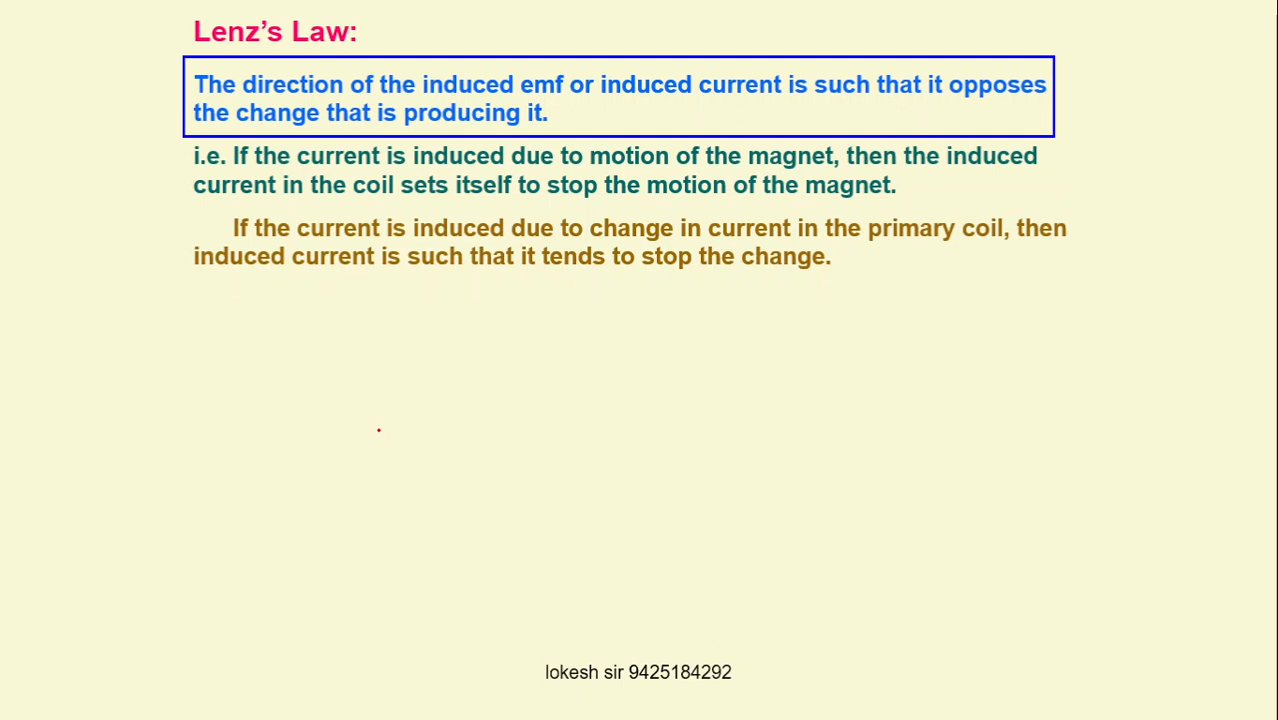 Lenz’s Law:
The direction of the induced emf or induced current is such that it opposes
the change that is producing it.
i.e. If the current is induced due to motion of the magnet, then the induced
current in the coil sets itself to stop the motion of the magnet.
If the current is induced due to change in current in the primary coil, then
induced current is such that it tends to stop the change.
lokesh sir 9425184292